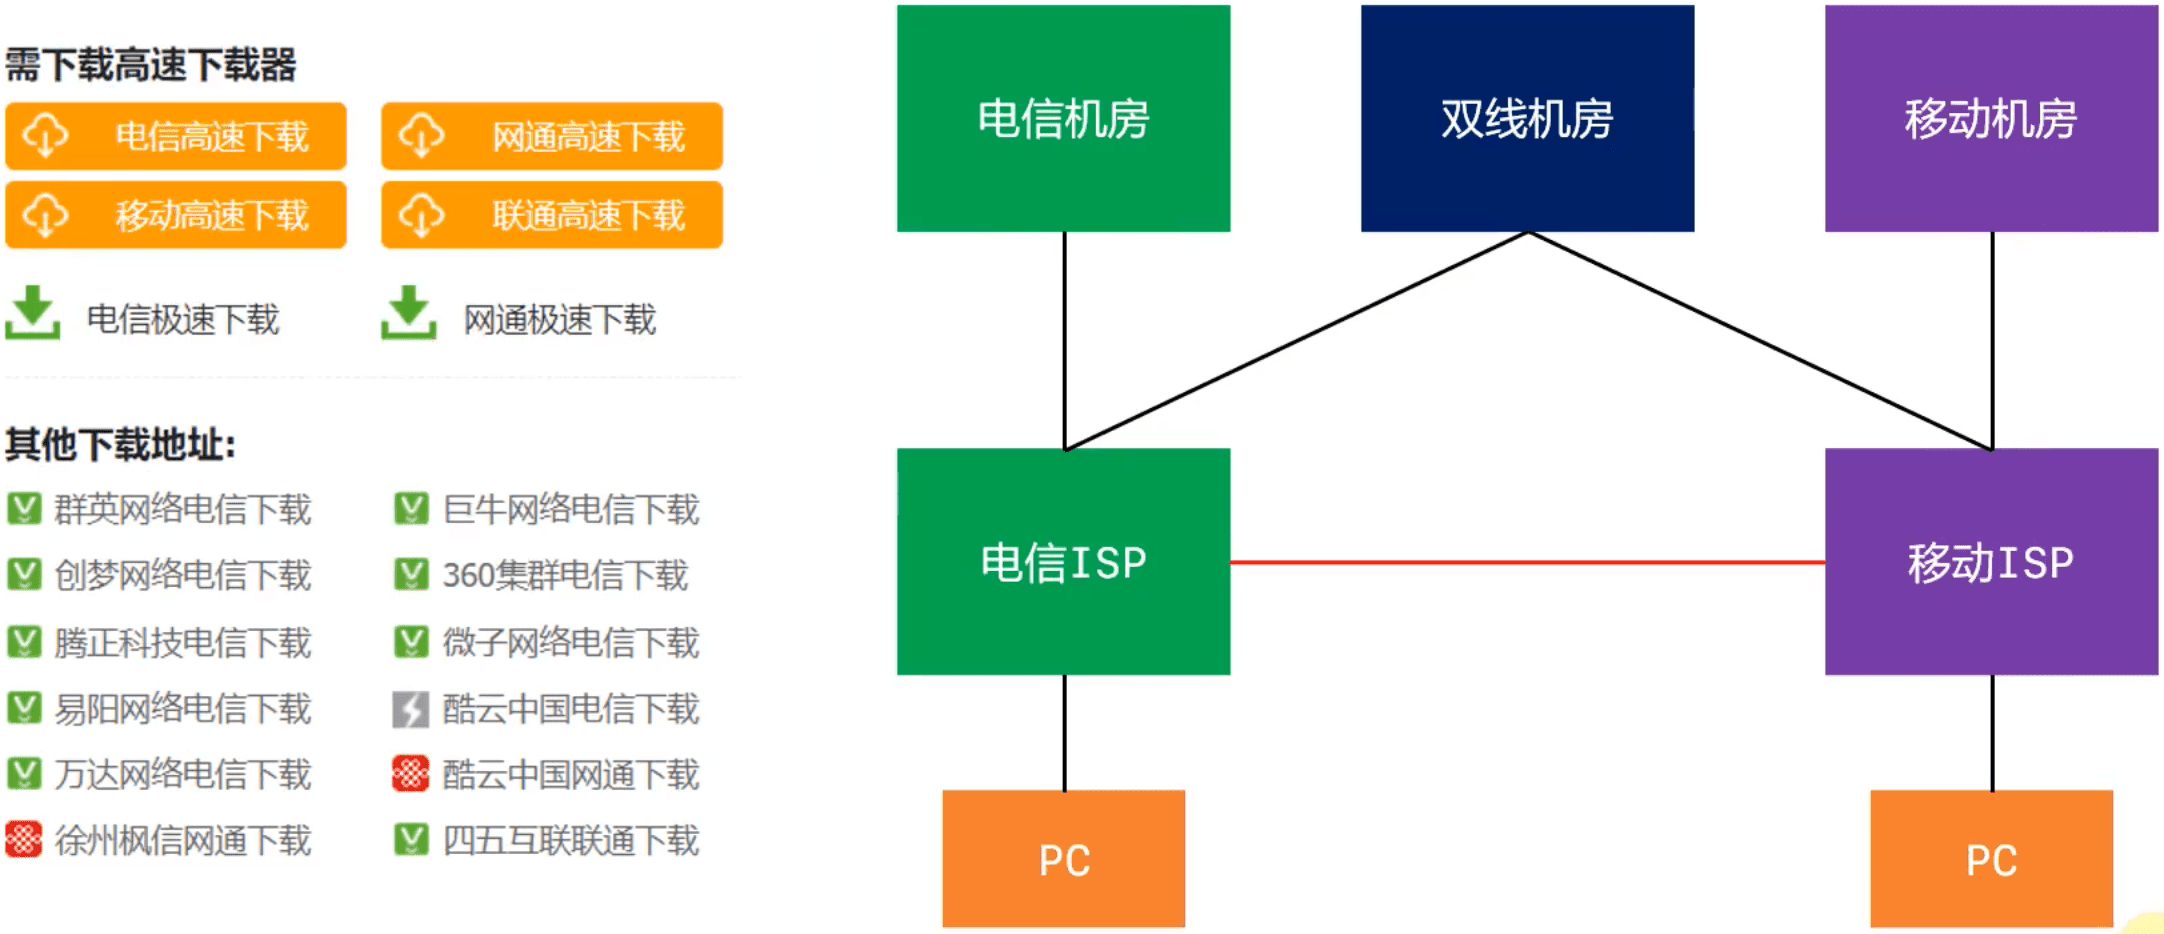 需下载高速下载器
电信高速下载
网通高速下载
移动高速下载
联通高速下载
电信极速下载
网通极速下载
其他下载地址:
群英网络电信下载
巨牛网络电信下载
创梦网络电信下载
360集群电信下载
腾正科技电信下载
微子网络电信下载
易阳网络电信下载
酷云中国电信下载
万达网络电信下载
酷云中国网通下载
徐州枫信网通下载
四五互联联通下载
电信机房
双线机房
移动机房
电信ISP
移动ISP
PC
PC